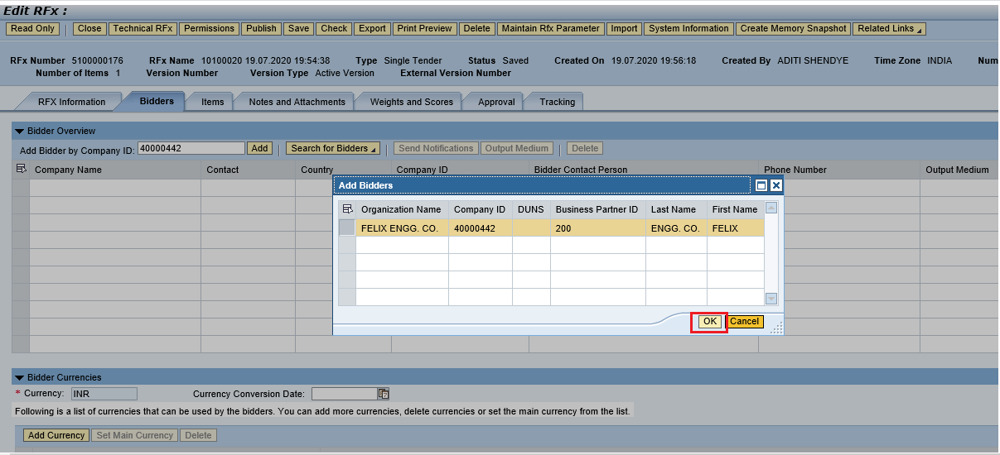 Edit RFx :
Read Only Close Technical RFx Permissions Publish Save Check Export Print Preview Delete Maintain Rfx Parameter Import System Information Create Memory Snapshot Related Links
RFx Number 5100000176 RFx Name 10100020 19.07.2020 19:54:38 Type Single Tender Status Saved Created On 19.07.2020 19:56:18 Created By ADITI SHENDYE Time Zone INDIA Num
Number of Items 1 Version Number Version Type Active Version External Version Number
RFX Information Bidders Items Notes and Attachments Weights and Scores Approval Tracking
Bidder Overview
Add Bidder by Company ID: 40000442 Add Search for Bidders Send Notifications Output Medium Delete
Company Name Contact Country Company ID Bidder Contact Person Phone Number Output Medium
Add Bidders
Organization Name Company ID DUNS Business Partner ID Last Name First Name
FELIX ENGG. CO. 40000442 200 ENGG. CO. FELIX
OK Cancel
Bidder Currencies
* Currency: INR Currency Conversion Date:
Following is a list of currencies that can be used by the bidders. You can add more currencies, delete currencies or set the main currency from the list.
Add Currency Set Main Currency Delete